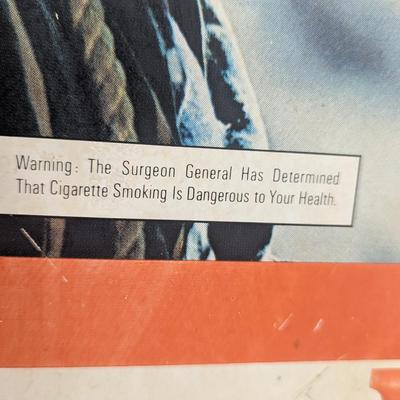 Warning: The Surgeon General Has Determined
That Cigarette Smoking Is Dangerous to Your Health.